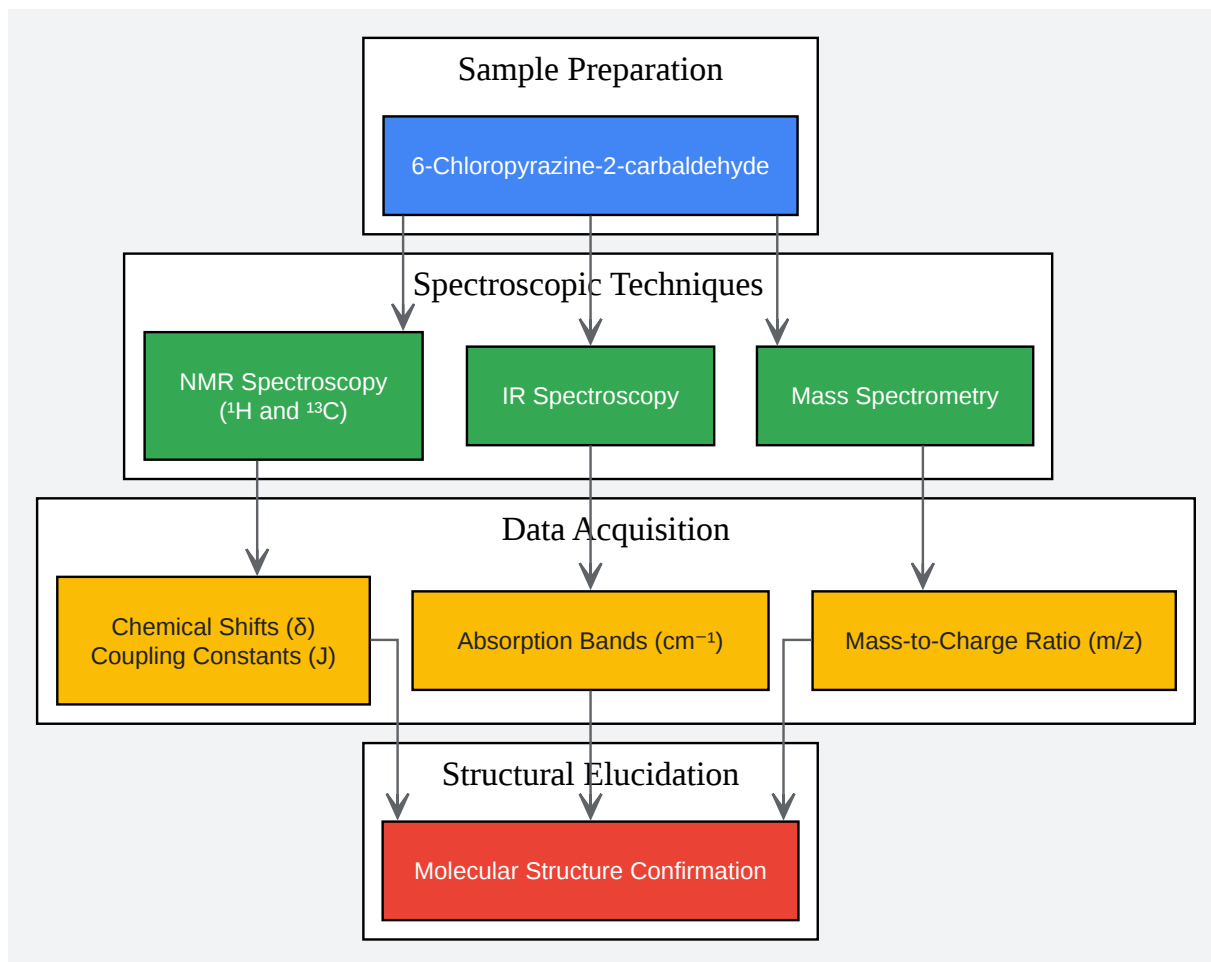 Sample Preparation
6-Chloropyrazine-2-carbaldehyde
Spectroscopic Techniques
NMR Spectroscopy
(¹H and ¹³C)
IR Spectroscopy
Mass Spectrometry
Data Acquisition
Chemical Shifts (δ)
Coupling Constants (J)
Absorption Bands (cm⁻¹)
Mass-to-Charge Ratio (m/z)
Structural Elucidation
Molecular Structure Confirmation